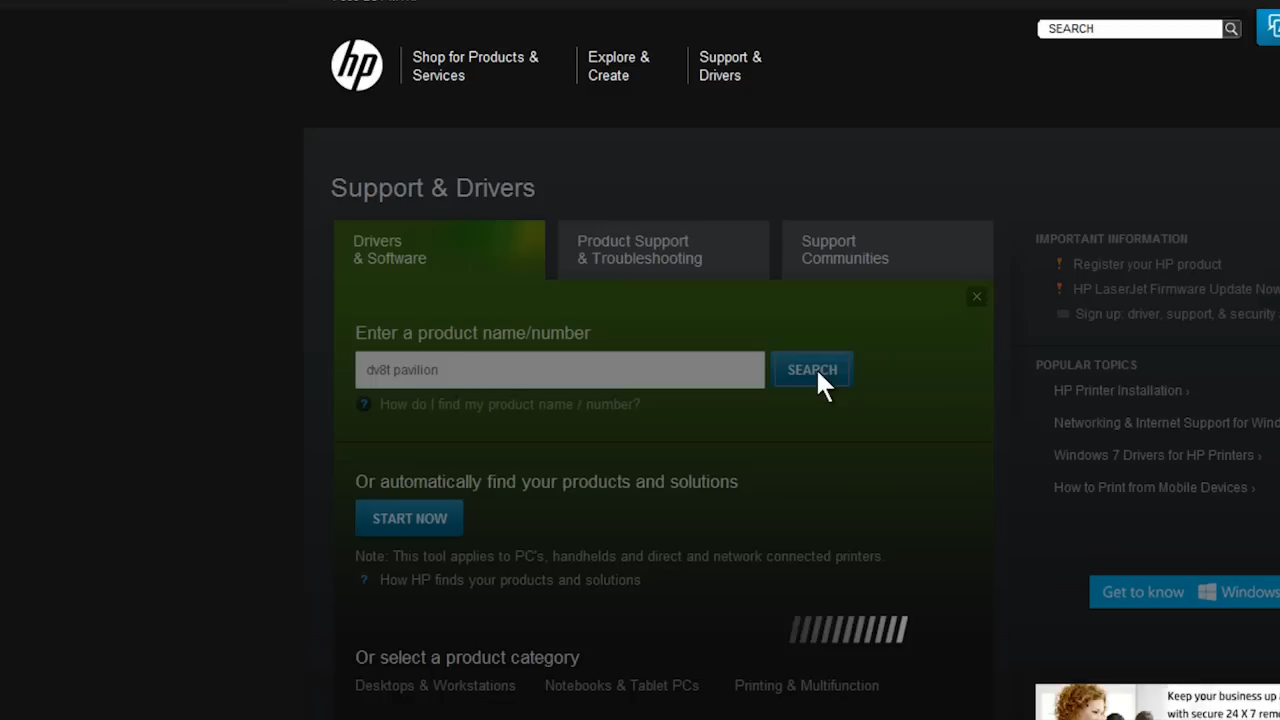 SEARCH
hp
Shop for Products &
Services
Explore &
Create
Support &
Drivers
Support & Drivers
Drivers
& Software
Product Support
& Troubleshooting
Support
Communities
Enter a product name/number
dv8t pavilion
SEARCH
? How do I find my product name / number?
Or automatically find your products and solutions
START NOW
Note: This tool applies to PC's, handhelds and direct and network connected printers.
? How HP finds your products and solutions
Or select a product category
Desktops & Workstations
Notebooks & Tablet PCs
Printing & Multifunction
IMPORTANT INFORMATION
! Register your HP product
! HP LaserJet Firmware Update Now
Sign up: driver, support, & security
POPULAR TOPICS
HP Printer Installation ›
Networking & Internet Support for Wind
Windows 7 Drivers for HP Printers ›
How to Print from Mobile Devices ›
Get to know Windows
Keep your business up a
with secure 24 X 7 remo